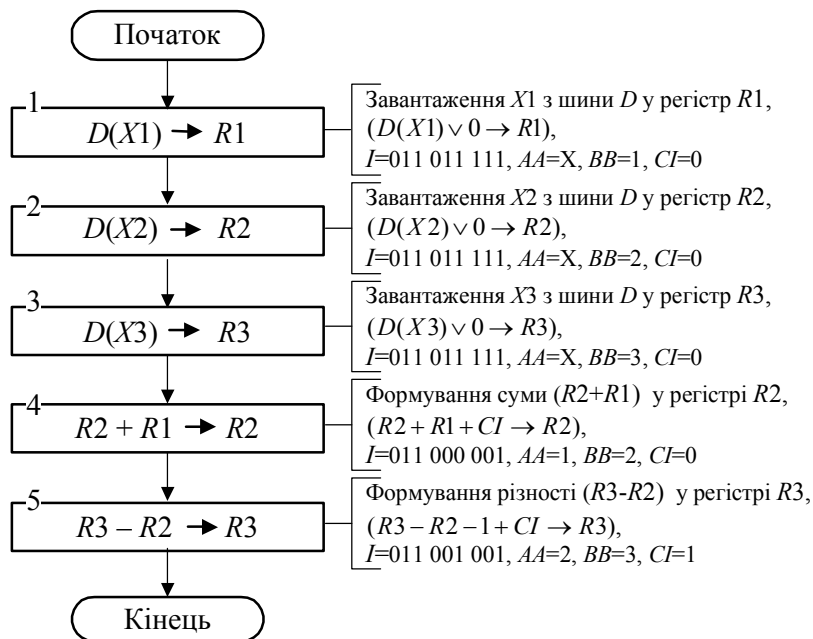 Початок
1
D(X1) → R1
Завантаження X1 з шини D у регістр R1,
(D(X1) ∨ 0 → R1),
I=011 011 111, AA=X, BB=1, CI=0
2
D(X2) → R2
Завантаження X2 з шини D у регістр R2,
(D(X2) ∨ 0 → R2),
I=011 011 111, AA=X, BB=2, CI=0
3
D(X3) → R3
Завантаження X3 з шини D у регістр R3,
(D(X3) ∨ 0 → R3),
I=011 011 111, AA=X, BB=3, CI=0
4
R2 + R1 → R2
Формування суми (R2+R1) у регістрі R2,
(R2 + R1 + CI → R2),
I=011 000 001, AA=1, BB=2, CI=0
5
R3 – R2 → R3
Формування різності (R3-R2) у регістрі R3,
(R3 – R2 – 1 + CI → R3),
I=011 001 001, AA=2, BB=3, CI=1
Кінець